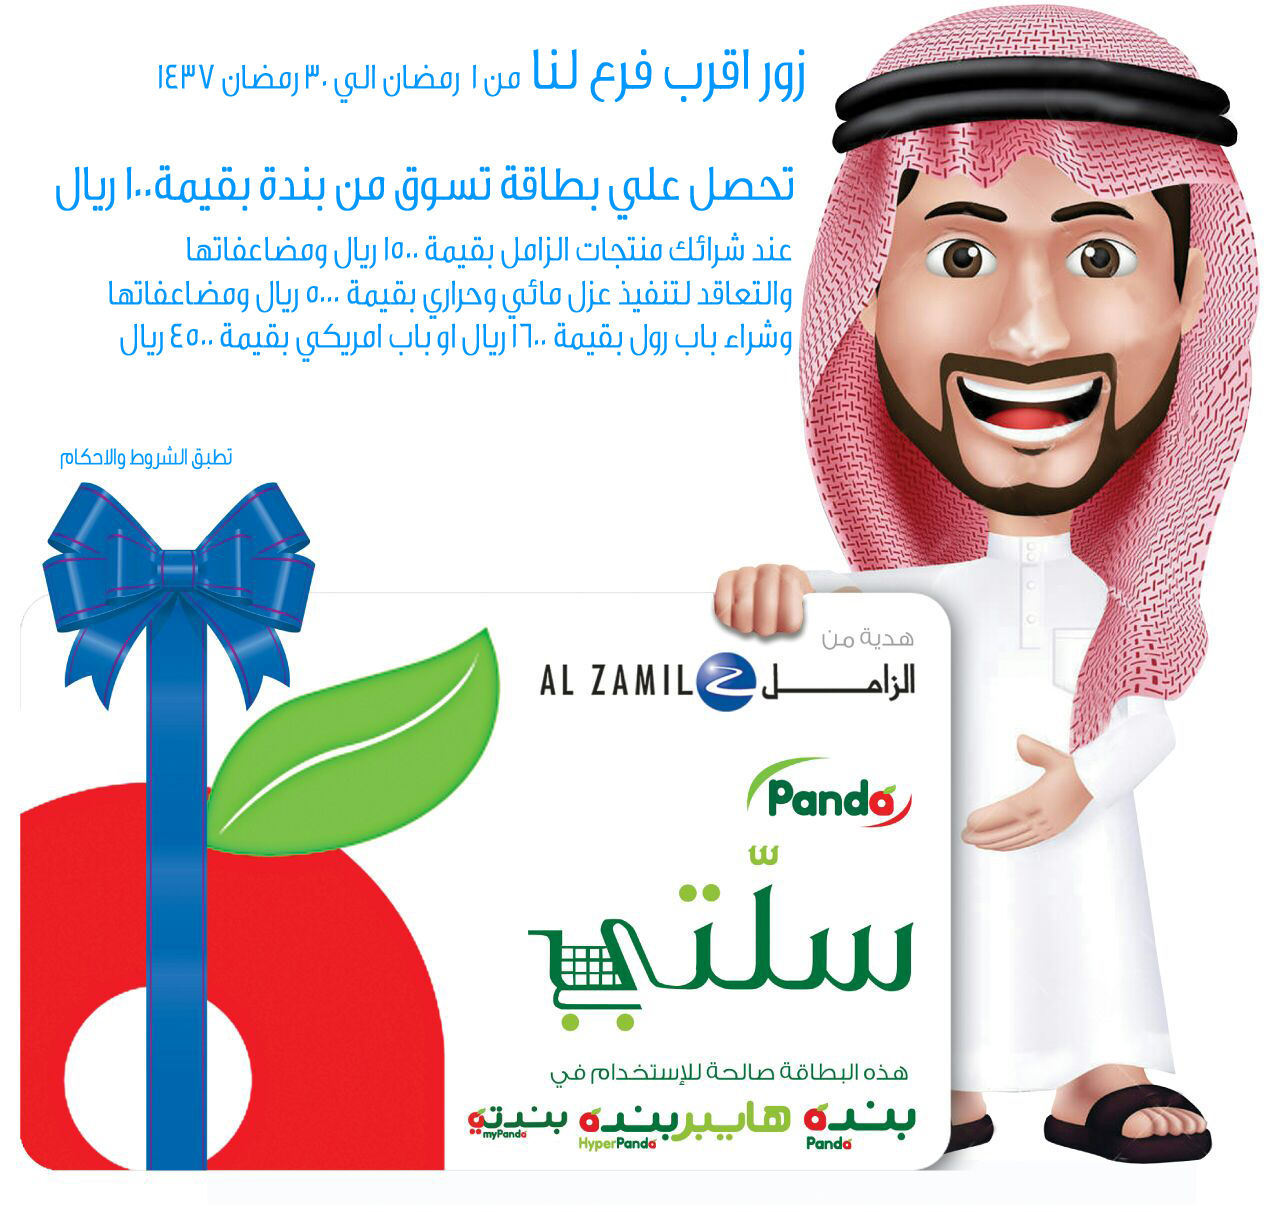 زور اقرب فرع لنا من ١ رمضان الي ٣٠ رمضان ١٤٣٧
تحصل علي بطاقة تسوق من بندة بقيمة ١٠٠ ريال
عند شرائك منتجات الزامل بقيمة ١٥٠٠ ريال ومضاعفاتها
والتعاقد لتنفيذ عزل مائي وحراري بقيمة ٥٠٠٠ ريال ومضاعفاتها
وشراء باب رول بقيمة ١٦٠٠ ريال او باب امريكي بقيمة ٤٥٠٠ ريال
تطبق الشروط والاحكام
هدية من
AL ZAMIL الزامل
Panda
سلّتي
هذه البطاقة صالحة للإستخدام في
بنده هايبربنده بندتي
Panda HyperPanda myPanda